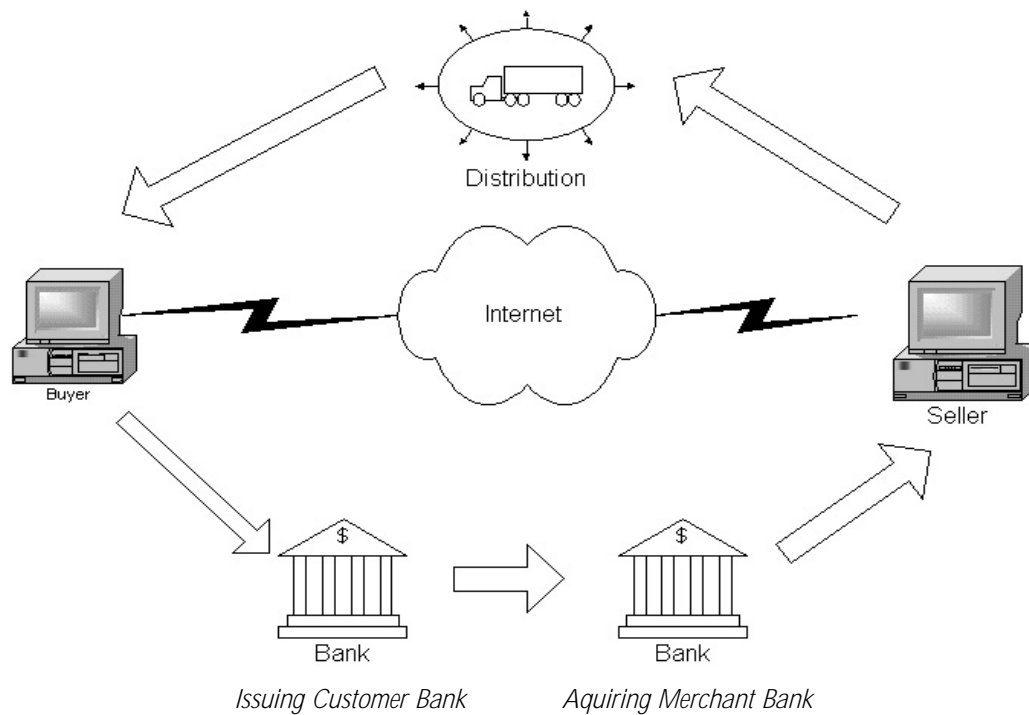 Distribution
Internet
Buyer
Seller
$ $
Bank Bank
Issuing Customer Bank Aquiring Merchant Bank